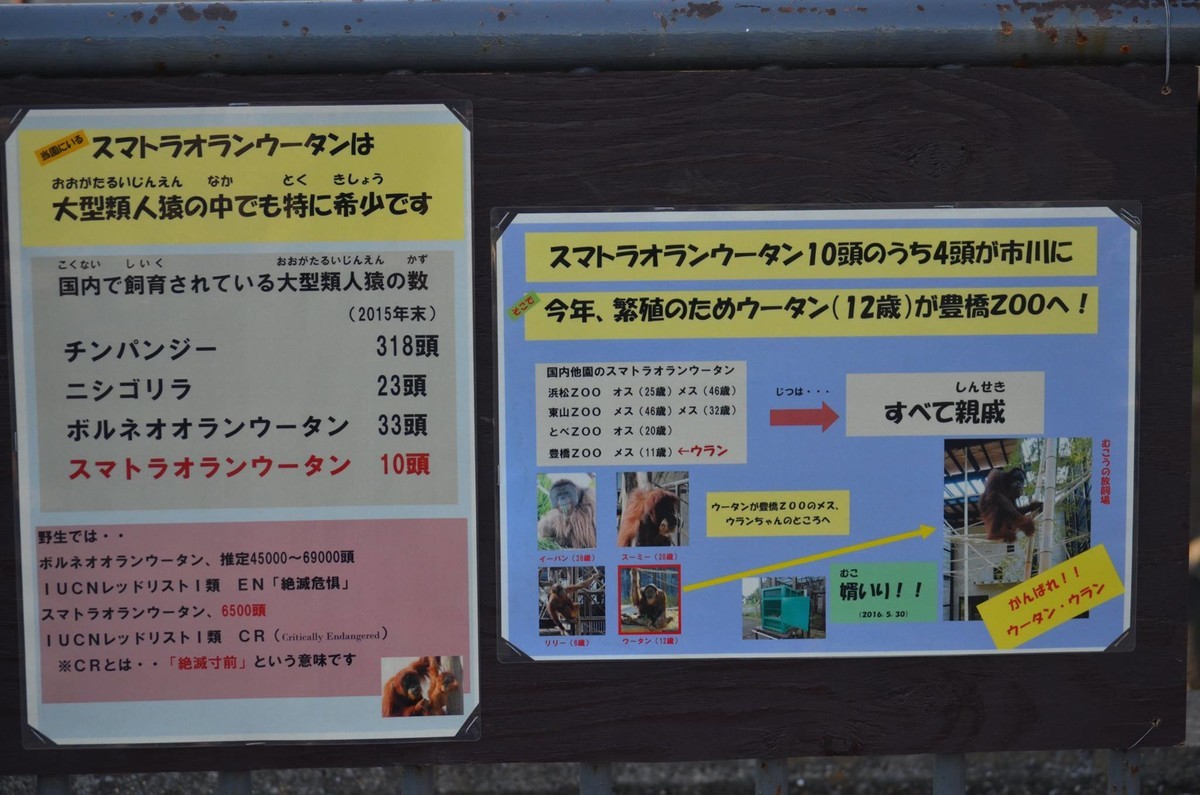 当園にいる スマトラオランウータンは
おおがたるいじんえん なか とく きしょう
大型類人猿の中でも特に希少です
こくない しいく おおがたるいじんえん かず
国内で飼育されている大型類人猿の数
(2015年末)
チンパンジー 318頭
ニシゴリラ 23頭
ボルネオオランウータン 33頭
スマトラオランウータン 10頭
野生では・・
ボルネオオランウータン、推定45000～69000頭
IUCNレッドリストⅠ類 EN「絶滅危惧」
スマトラオランウータン、6500頭
IUCNレッドリストⅠ類 CR(Critically Endangered)
※CRとは・・「絶滅寸前」という意味です
スマトラオランウータン10頭のうち4頭が市川に
そこで 今年、繁殖のためウータン(12歳)が豊橋ZOOへ!
国内他園のスマトラオランウータン
浜松ZOO オス(25歳)メス(46歳)
東山ZOO メス(46歳)メス(32歳)
とべZOO オス(20歳)
豊橋ZOO メス(11歳)←ウラン
じつは・・・
しんせき
すべて親戚
イーバン(38歳)
スーミー(28歳)
リリー(6歳)
ウータン(12歳)
ウータンが豊橋ZOOのメス、
ウランちゃんのところへ
むこ
婿いり!!
(2016.5.30)
むこうの放飼場
がんばれ!!
ウータン・ウラン